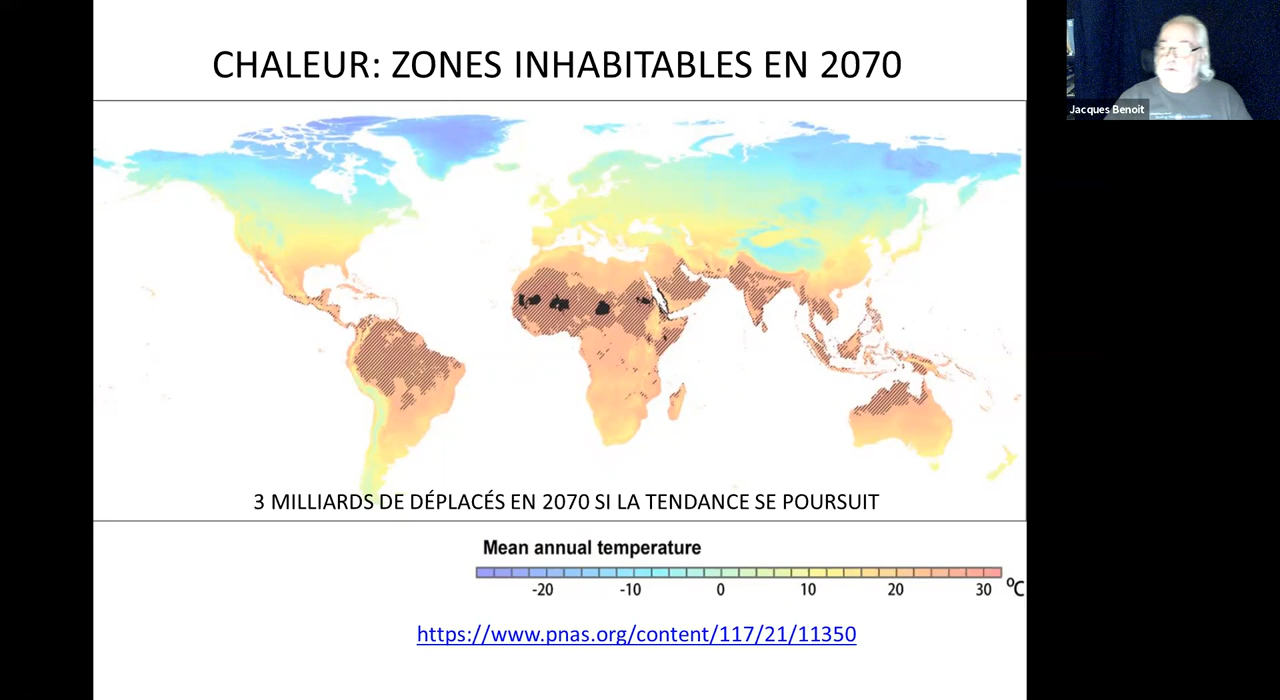 CHALEUR: ZONES INHABITABLES EN 2070
Jacques Benoit
3 MILLIARDS DE DÉPLACÉS EN 2070 SI LA TENDANCE SE POURSUIT
Mean annual temperature
-20 -10 0 10 20 30 °C
https://www.pnas.org/content/117/21/11350